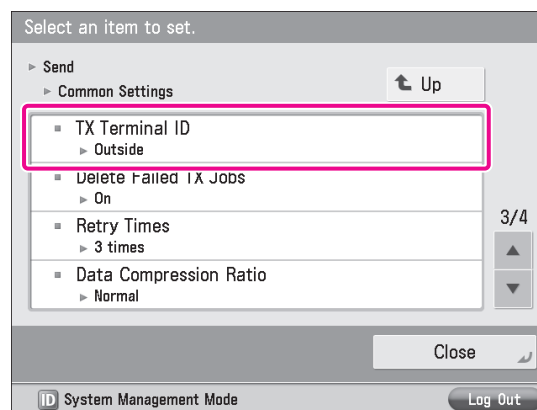 Select an item to set.
Send
Common Settings
Up
TX Terminal ID
Outside
Delete Failed TX Jobs
On
Retry Times
3 times
3/4
Data Compression Ratio
Normal
Close
ID System Management Mode
Log Out